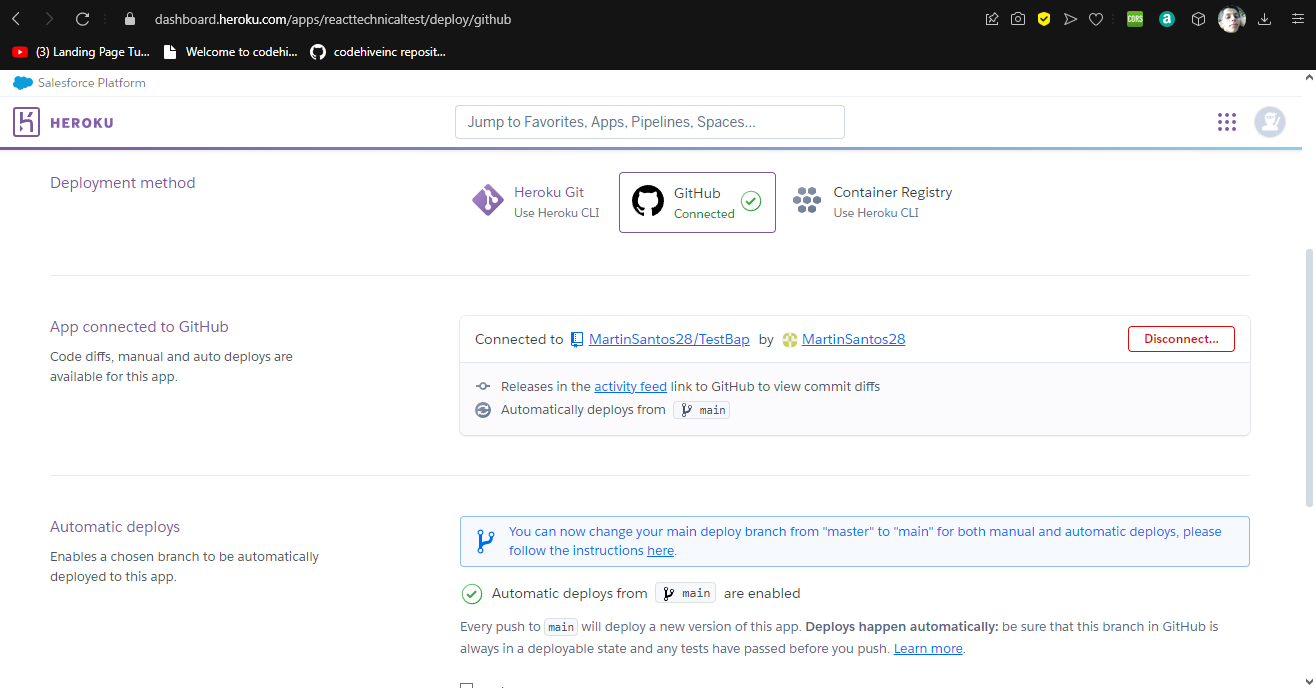 dashboard.heroku.com/apps/reacttechnicaltest/deploy/github
CORS
a
(3) Landing Page Tu... Welcome to codehi... codehiveinc reposit...
Salesforce Platform
HEROKU
Jump to Favorites, Apps, Pipelines, Spaces...
Deployment method
Heroku Git
Use Heroku CLI
GitHub
Connected
Container Registry
Use Heroku CLI
App connected to GitHub
Code diffs, manual and auto deploys are
available for this app.
Connected to MartinSantos28/TestBap by MartinSantos28
Disconnect...
Releases in the activity feed link to GitHub to view commit diffs
Automatically deploys from main
Automatic deploys
Enables a chosen branch to be automatically
deployed to this app.
You can now change your main deploy branch from "master" to "main" for both manual and automatic deploys, please
follow the instructions here.
Automatic deploys from main are enabled
Every push to main will deploy a new version of this app. Deploys happen automatically: be sure that this branch in GitHub is
always in a deployable state and any tests have passed before you push. Learn more.